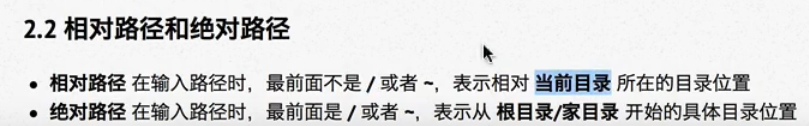 2.2 相对路径和绝对路径
• 相对路径 在输入路径时，最前面不是 / 或者 ~，表示相对 当前目录 所在的目录位置
• 绝对路径 在输入路径时，最前面是 / 或者 ~，表示从 根目录/家目录 开始的具体目录位置